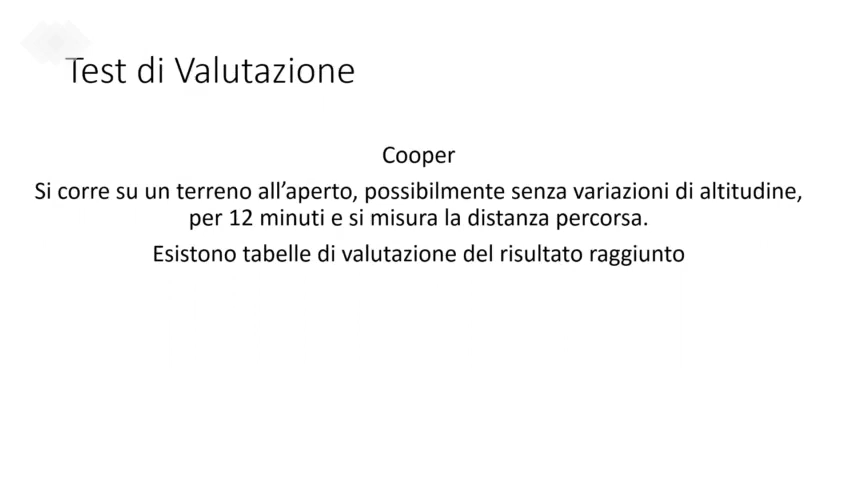 Test di Valutazione
Cooper
Si corre su un terreno all’aperto, possibilmente senza variazioni di altitudine,
per 12 minuti e si misura la distanza percorsa.
Esistono tabelle di valutazione del risultato raggiunto